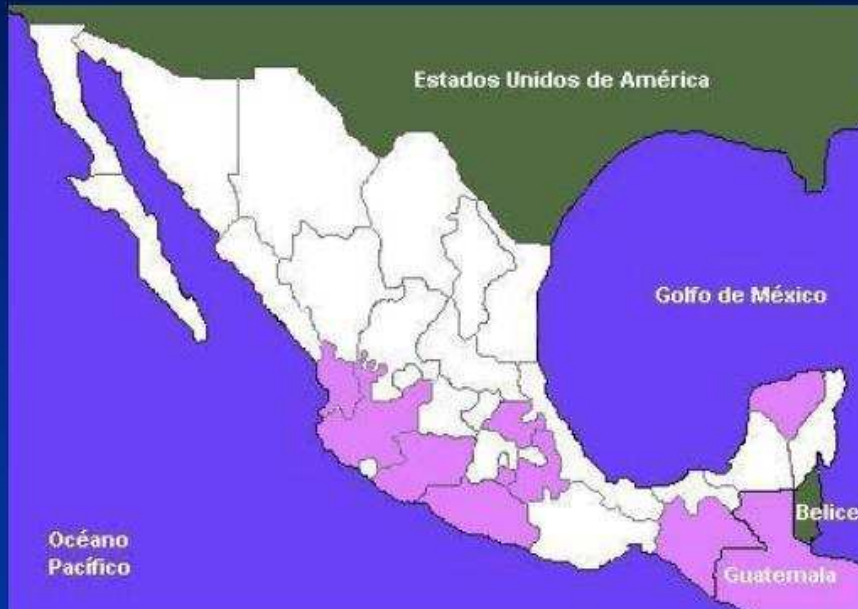 Estados Unidos de América
Golfo de México
Belice
Océano
Pacífico
Guatemala